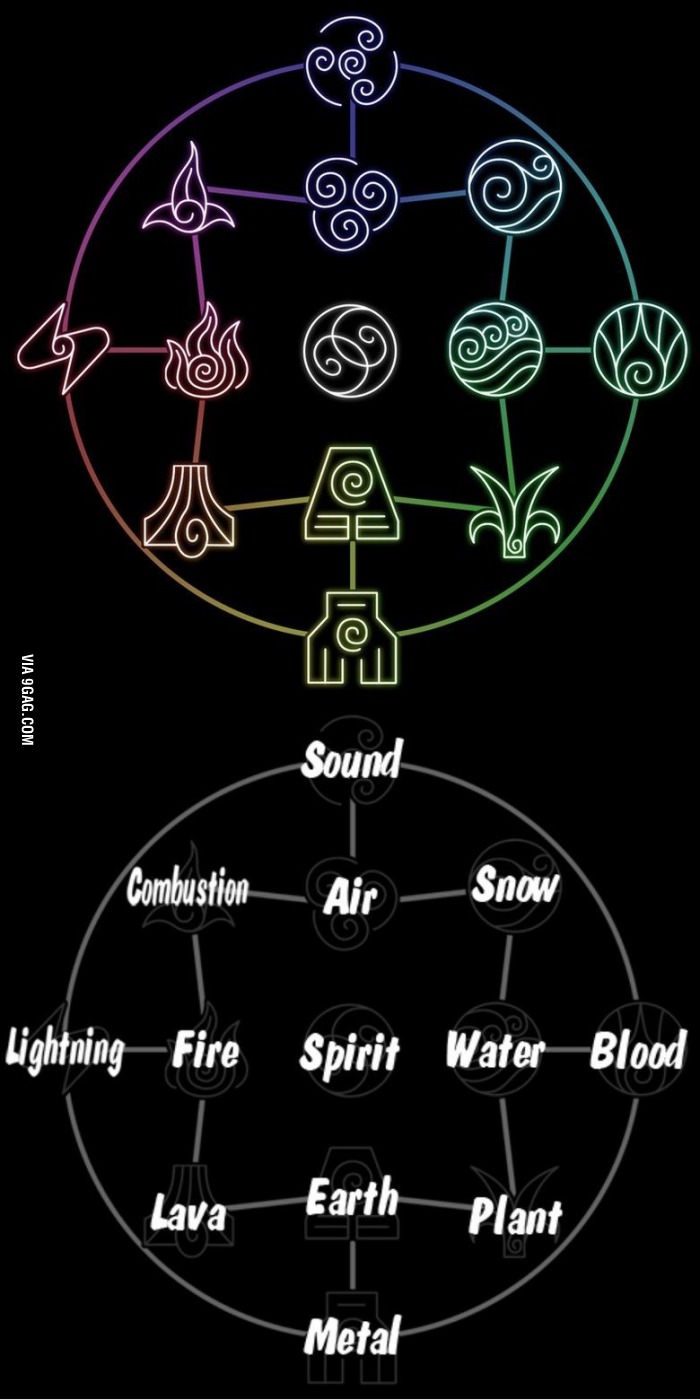 VIA 9GAG.COM
Sound
Combustion
Air
Snow
Lightning
Fire
Spirit
Water
Blood
Lava
Earth
Plant
Metal